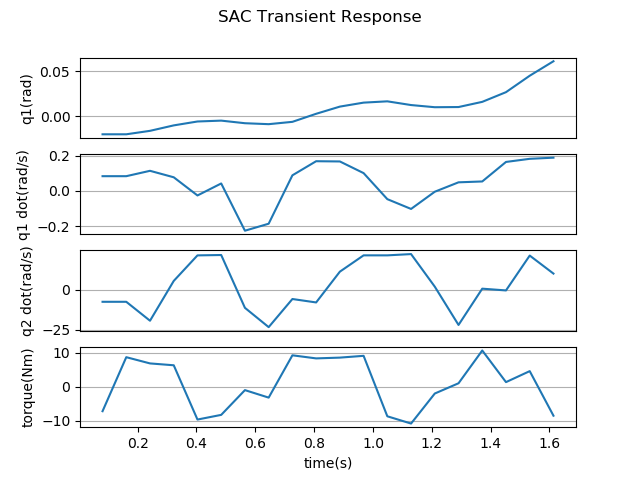 SAC Transient Response
q1(rad)
0.05
0.00
q1 dot(rad/s)
0.2
0.0
−0.2
q2 dot(rad/s)
0
−25
torque(Nm)
10
0
−10
0.2 0.4 0.6 0.8 1.0 1.2 1.4 1.6
time(s)